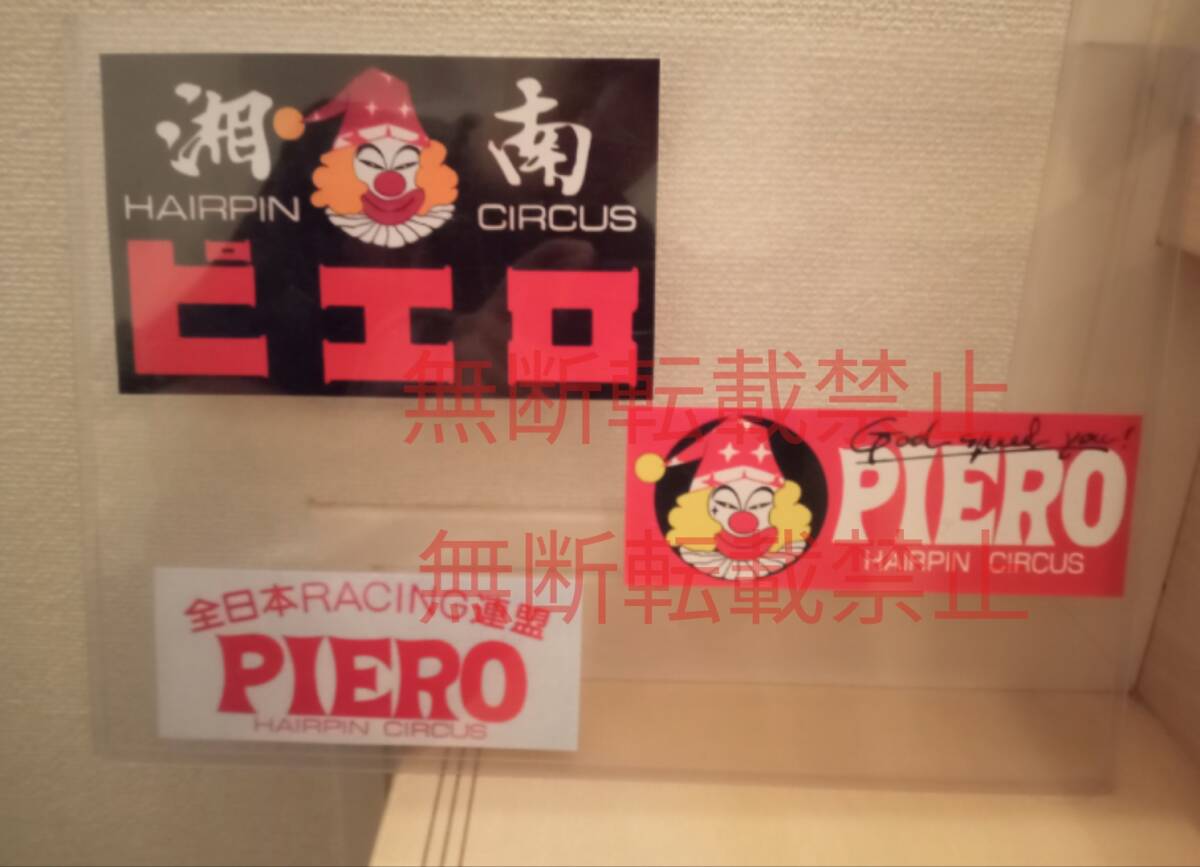 湘 南
HAIRPIN CIRCUS
ピエロ
無断転載禁止
Good speed you!
PIERO
HAIRPIN CIRCUS
無断転載禁止
全日本RACING連盟
PIERO
HAIRPIN CIRCUS